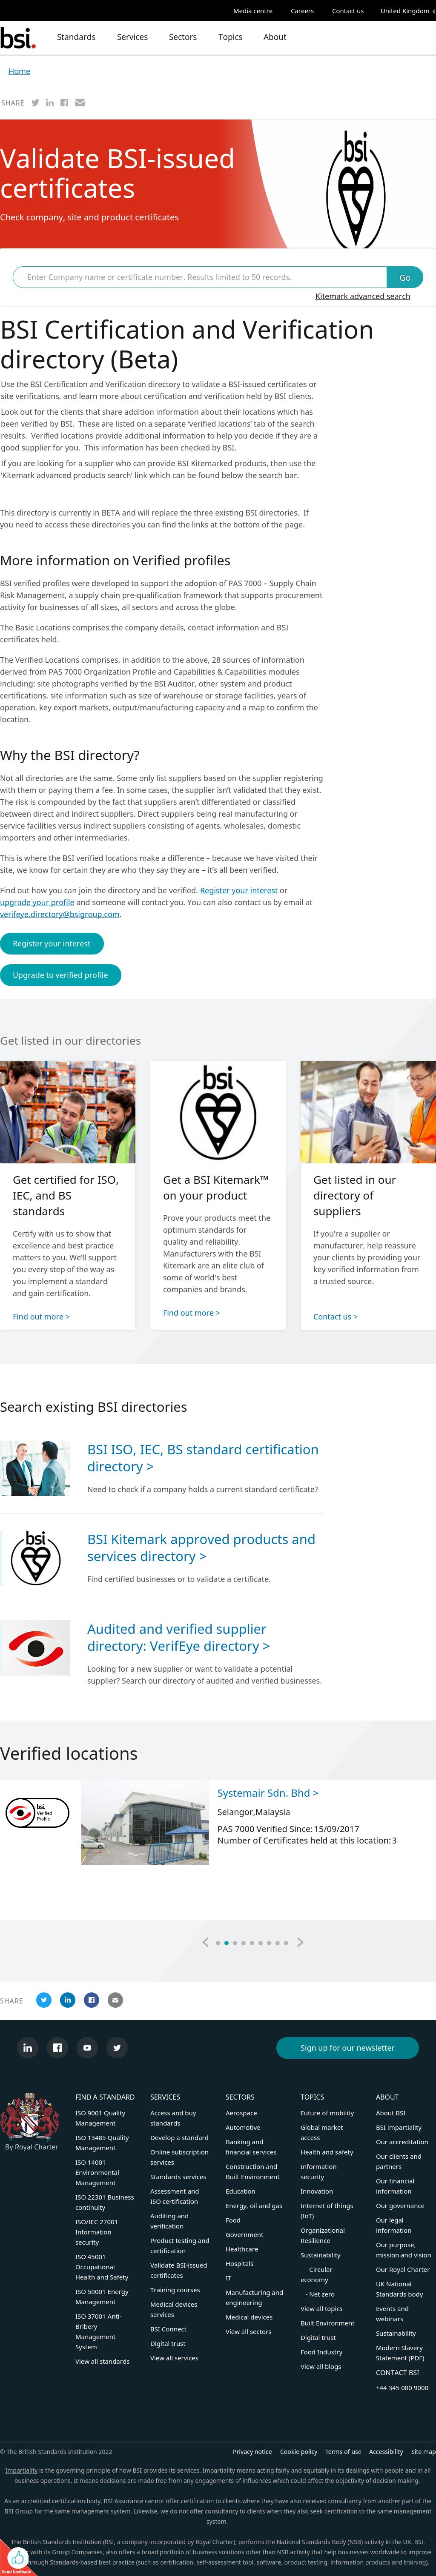 Media centre Careers Contact us United Kingdom
bsi.
Standards Services Sectors Topics About
Home
SHARE
Validate BSI-issued
certificates
Check company, site and product certificates
bsi
Enter Company name or certificate number. Results limited to 50 records.
Go
Kitemark advanced search
BSI Certification and Verification
directory (Beta)
Use the BSI Certification and Verification directory to validate a BSI-issued certificates or
site verifications, and learn more about certification and verification held by BSI clients.
Look out for the clients that share addition information about their locations which has
been verified by BSI.  These are listed on a separate ‘verified locations’ tab of the search
results.  Verified locations provide additional information to help you decide if they are a
good supplier for you.  This information has been checked by BSI.
If you are looking for a supplier who can provide BSI Kitemarked products, then use the
‘Kitemark advanced products search’ link which can be found below the search bar.
This directory is currently in BETA and will replace the three existing BSI directories.  If
you need to access these directories you can find the links at the bottom of the page.
More information on Verified profiles
BSI verified profiles were developed to support the adoption of PAS 7000 – Supply Chain
Risk Management, a supply chain pre-qualification framework that supports procurement
activity for businesses of all sizes, all sectors and across the globe.
The Basic Locations comprises the company details, contact information and BSI
certificates held.
The Verified Locations comprises, in addition to the above, 28 sources of information
derived from PAS 7000 Organization Profile and Capabilities & Capabilities modules
including: site photographs verified by the BSI Auditor, other system and product
certifications, site information such as size of warehouse or storage facilities, years of
operation, key export markets, output/manufacturing capacity and a map to confirm the
location.
Why the BSI directory?
Not all directories are the same. Some only list suppliers based on the supplier registering
with them or paying them a fee. In some cases, the supplier isn’t validated that they exist.
The risk is compounded by the fact that suppliers aren’t differentiated or classified
between direct and indirect suppliers. Direct suppliers being real manufacturing or
service facilities versus indirect suppliers consisting of agents, wholesales, domestic
importers and other intermediaries.
This is where the BSI verified locations make a difference – because we have visited their
site, we know for certain they are who they say they are – it’s all been verified.
Find out how you can join the directory and be verified. Register your interest or
upgrade your profile and someone will contact you. You can also contact us by email at
verifeye.directory@bsigroup.com.
Register your interest
Upgrade to verified profile
Get listed in our directories
bsi
Get certified for ISO,
IEC, and BS
standards
Certify with us to show that
excellence and best practice
matters to you. We’ll support
you every step of the way as
you implement a standard
and gain certification.
Find out more >
Get a BSI Kitemark™
on your product
Prove your products meet the
optimum standards for
quality and reliability.
Manufacturers with the BSI
Kitemark are an elite club of
some of world's best
companies and brands.
Find out more >
Get listed in our
directory of
suppliers
If you’re a supplier or
manufacturer, help reassure
your clients by providing your
key verified information from
a trusted source.
Contact us >
Search existing BSI directories
BSI ISO, IEC, BS standard certification
directory >
Need to check if a company holds a current standard certificate?
bsi
BSI Kitemark approved products and
services directory >
Find certified businesses or to validate a certificate.
Audited and verified supplier
directory: VerifEye directory >
Looking for a new supplier or want to validate a potential
supplier? Search our directory of audited and verified businesses.
Verified locations
bsi.
Verified
Profile
Systemair Sdn. Bhd >
Selangor,Malaysia
PAS 7000 Verified Since: 15/09/2017
Number of Certificates held at this location: 3
SHARE
Sign up for our newsletter
By Royal Charter
FIND A STANDARD
ISO 9001 Quality
Management
ISO 13485 Quality
Management
ISO 14001
Environmental
Management
ISO 22301 Business
continuity
ISO/IEC 27001
Information
security
ISO 45001
Occupational
Health and Safety
ISO 50001 Energy
Management
ISO 37001 Anti-
Bribery
Management
System
View all standards
SERVICES
Access and buy
standards
Develop a standard
Online subscription
services
Standards services
Assessment and
ISO certification
Auditing and
verification
Product testing and
certification
Validate BSI-issued
certificates
Training courses
Medical devices
services
BSI Connect
Digital trust
View all services
SECTORS
Aerospace
Automotive
Banking and
financial services
Construction and
Built Environment
Education
Energy, oil and gas
Food
Government
Healthcare
Hospitals
IT
Manufacturing and
engineering
Medical devices
View all sectors
TOPICS
Future of mobility
Global market
access
Health and safety
Information
security
Innovation
Internet of things
(IoT)
Organizational
Resilience
Sustainability
- Circular
economy
- Net zero
View all topics
Built Environment
Digital trust
Food Industry
View all blogs
ABOUT
About BSI
BSI impartiality
Our accreditation
Our clients and
partners
Our financial
information
Our governance
Our legal
information
Our purpose,
mission and vision
Our Royal Charter
UK National
Standards body
Events and
webinars
Sustainability
Modern Slavery
Statement (PDF)
CONTACT BSI
+44 345 080 9000
© The British Standards Institution 2022
Privacy notice Cookie policy Terms of use Accessibility Site map
Impartiality is the governing principle of how BSI provides its services. Impartiality means acting fairly and equitably in its dealings with people and in all
business operations. It means decisions are made free from any engagements of influences which could affect the objectivity of decision making.
As an accredited certification body, BSI Assurance cannot offer certification to clients where they have also received consultancy from another part of the
BSI Group for the same management system. Likewise, we do not offer consultancy to clients when they also seek certification to the same management
system.
The British Standards Institution (BSI, a company incorporated by Royal Charter), performs the National Standards Body (NSB) activity in the UK. BSI,
with its Group Companies, also offers a broad portfolio of business solutions other than NSB activity that help businesses worldwide to improve
through Standards-based best practice (such as certification, self-assessment tool, software, product testing, information products and training).
Send feedback